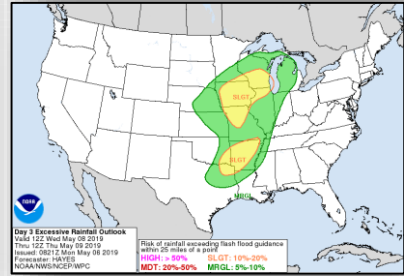 SLGT
SLGT
MRGL
noaa
Day 3 Excessive Rainfall Outlook
Valid 12Z Wed May 08 2019
Thru 12Z Thu May 09 2019
Issued: 0821Z Mon May 06 2019
Forecaster: HAYES
NOAA/NWS/NCEP/WPC
Risk of rainfall exceeding flash flood guidance
within 25 miles of a point
HIGH: > 50% SLGT: 10%-20%
MDT: 20%-50% MRGL: 5%-10%